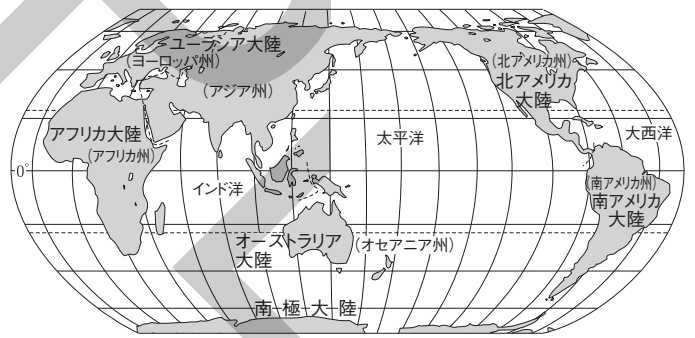 ユーラシア大陸
(ヨーロッパ州)
(アジア州)
(北アメリカ州)
北アメリカ
大陸
アフリカ大陸
(アフリカ州)
太平洋
大西洋
0°
インド洋
(南アメリカ州)
南アメリカ
大陸
オーストラリア
大陸
(オセアニア州)
南極大陸